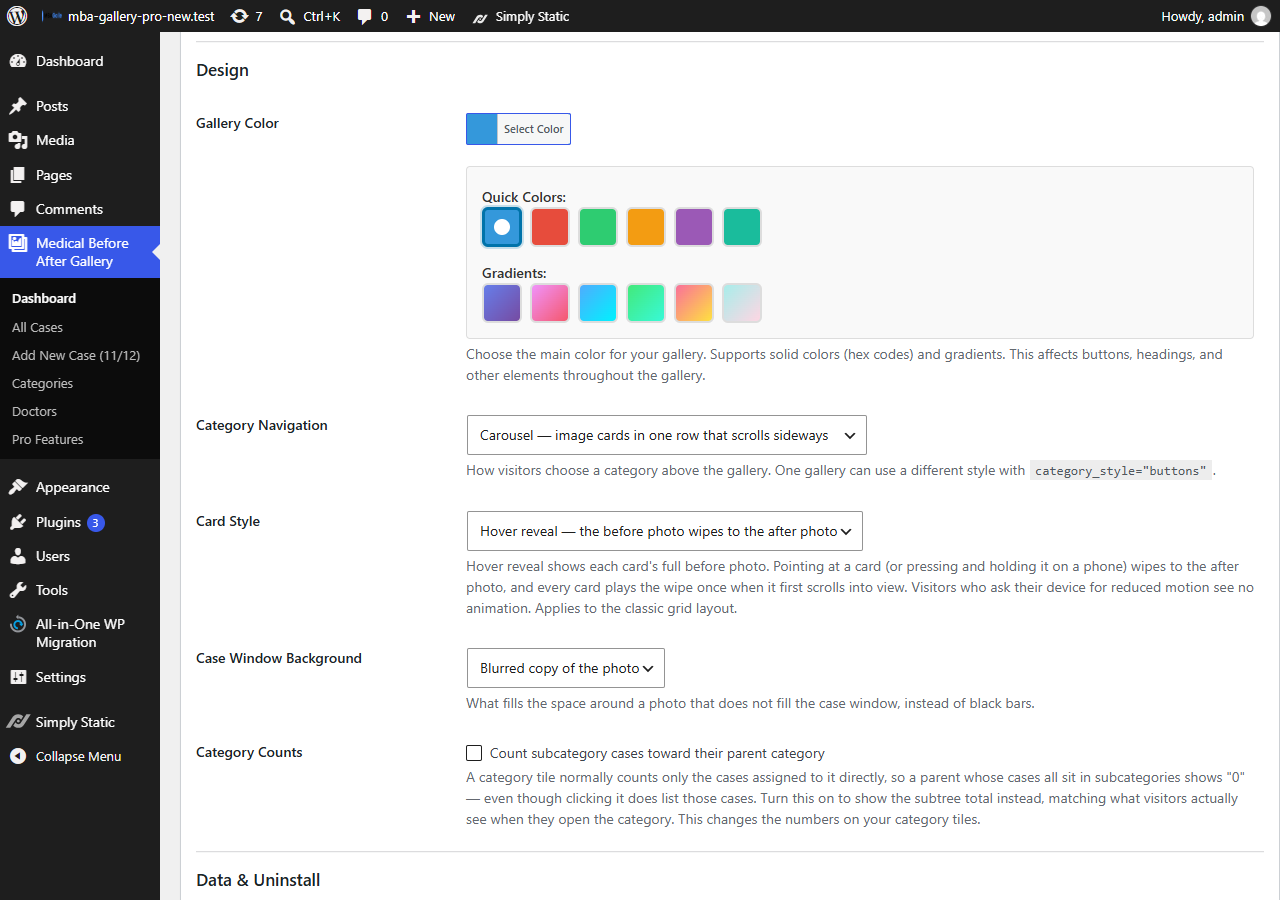 mba-gallery-pro-new.test
7
Ctrl+K
0
New
Simply Static
Howdy, admin
Dashboard
Posts
Media
Pages
Comments
Medical Before
After Gallery
Dashboard
All Cases
Add New Case (11/12)
Categories
Doctors
Pro Features
Appearance
Plugins 3
Users
Tools
All-in-One WP
Migration
Settings
Simply Static
Collapse Menu
Design
Gallery Color
Select Color
Quick Colors:
Gradients:
Choose the main color for your gallery. Supports solid colors (hex codes) and gradients. This affects buttons, headings, and
other elements throughout the gallery.
Category Navigation
Carousel — image cards in one row that scrolls sideways
How visitors choose a category above the gallery. One gallery can use a different style with category_style="buttons" .
Card Style
Hover reveal — the before photo wipes to the after photo
Hover reveal shows each card's full before photo. Pointing at a card (or pressing and holding it on a phone) wipes to the after
photo, and every card plays the wipe once when it first scrolls into view. Visitors who ask their device for reduced motion see no
animation. Applies to the classic grid layout.
Case Window Background
Blurred copy of the photo
What fills the space around a photo that does not fill the case window, instead of black bars.
Category Counts
Count subcategory cases toward their parent category
A category tile normally counts only the cases assigned to it directly, so a parent whose cases all sit in subcategories shows "0"
— even though clicking it does list those cases. Turn this on to show the subtree total instead, matching what visitors actually
see when they open the category. This changes the numbers on your category tiles.
Data & Uninstall